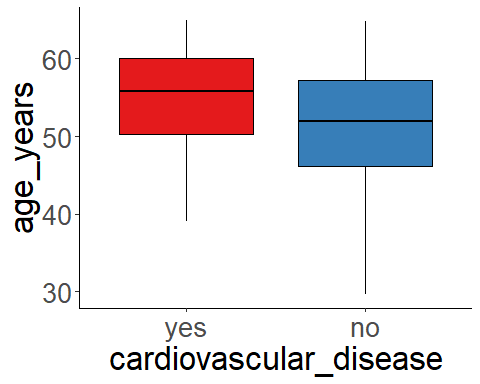 age_years
60
50
40
30
yes no
cardiovascular_disease